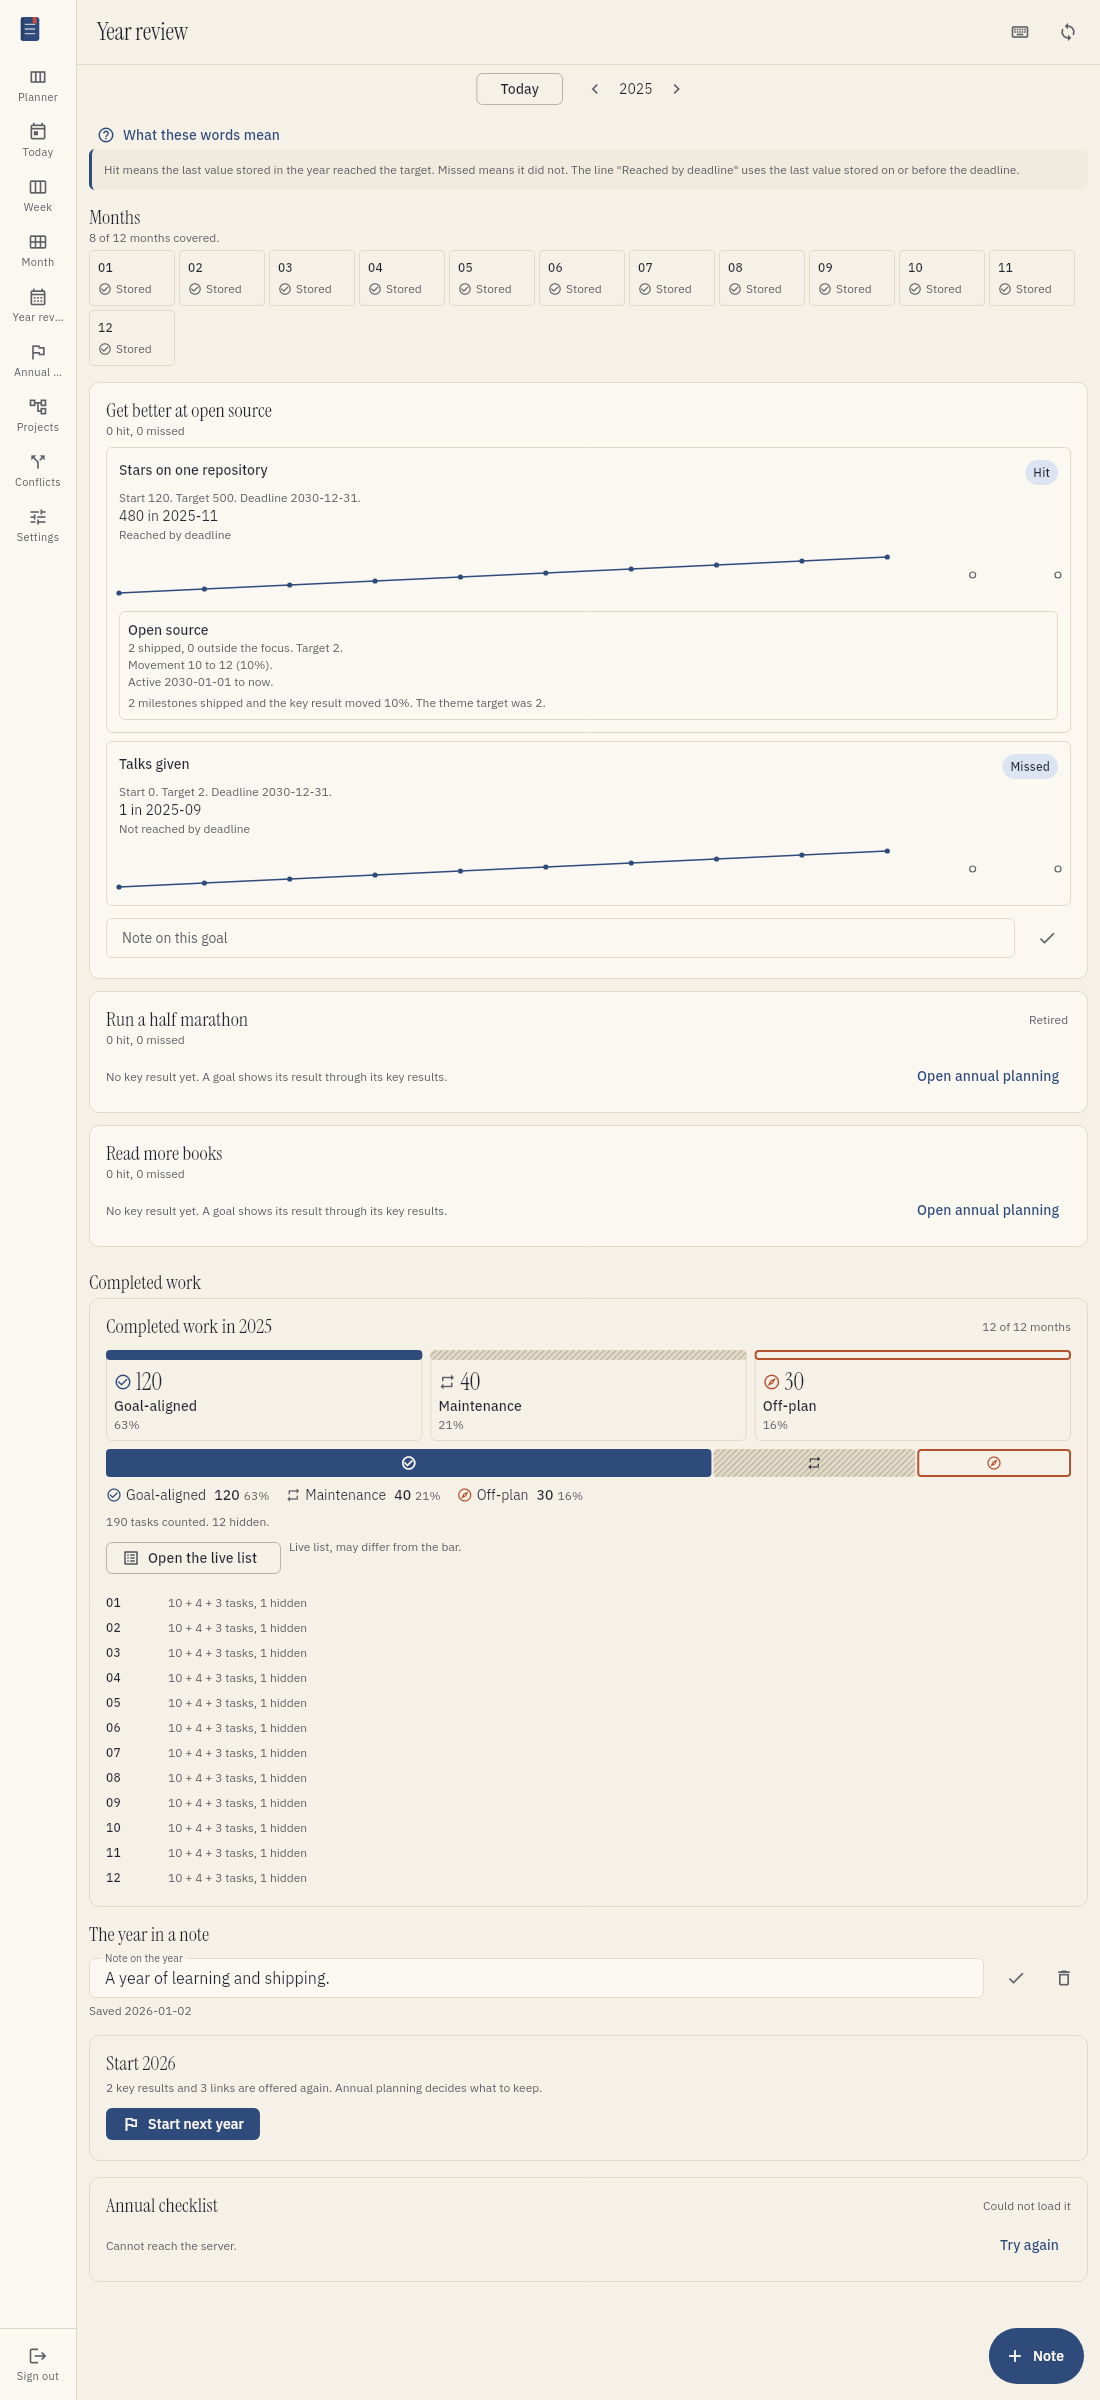 Year review
Planner
Today
Week
Month
Year rev...
Annual ...
Projects
Conflicts
Settings
Sign out
Today
2025
What these words mean
Hit means the last value stored in the year reached the target. Missed means it did not. The line "Reached by deadline" uses the last value stored on or before the deadline.
Months
8 of 12 months covered.
01
Stored
02
Stored
03
Stored
04
Stored
05
Stored
06
Stored
07
Stored
08
Stored
09
Stored
10
Stored
11
Stored
12
Stored
Get better at open source
0 hit, 0 missed
Stars on one repository
Hit
Start 120. Target 500. Deadline 2030-12-31.
480 in 2025-11
Reached by deadline
Open source
2 shipped, 0 outside the focus. Target 2.
Movement 10 to 12 (10%).
Active 2030-01-01 to now.
2 milestones shipped and the key result moved 10%. The theme target was 2.
Talks given
Missed
Start 0. Target 2. Deadline 2030-12-31.
1 in 2025-09
Not reached by deadline
Note on this goal
Run a half marathon
Retired
0 hit, 0 missed
No key result yet. A goal shows its result through its key results.
Open annual planning
Read more books
0 hit, 0 missed
No key result yet. A goal shows its result through its key results.
Open annual planning
Completed work
Completed work in 2025
12 of 12 months
120
Goal-aligned
63%
40
Maintenance
21%
30
Off-plan
16%
Goal-aligned 120 63% Maintenance 40 21% Off-plan 30 16%
190 tasks counted. 12 hidden.
Open the live list
Live list, may differ from the bar.
01 10 + 4 + 3 tasks, 1 hidden
02 10 + 4 + 3 tasks, 1 hidden
03 10 + 4 + 3 tasks, 1 hidden
04 10 + 4 + 3 tasks, 1 hidden
05 10 + 4 + 3 tasks, 1 hidden
06 10 + 4 + 3 tasks, 1 hidden
07 10 + 4 + 3 tasks, 1 hidden
08 10 + 4 + 3 tasks, 1 hidden
09 10 + 4 + 3 tasks, 1 hidden
10 10 + 4 + 3 tasks, 1 hidden
11 10 + 4 + 3 tasks, 1 hidden
12 10 + 4 + 3 tasks, 1 hidden
The year in a note
Note on the year
A year of learning and shipping.
Saved 2026-01-02
Start 2026
2 key results and 3 links are offered again. Annual planning decides what to keep.
Start next year
Annual checklist
Could not load it
Cannot reach the server.
Try again
Note